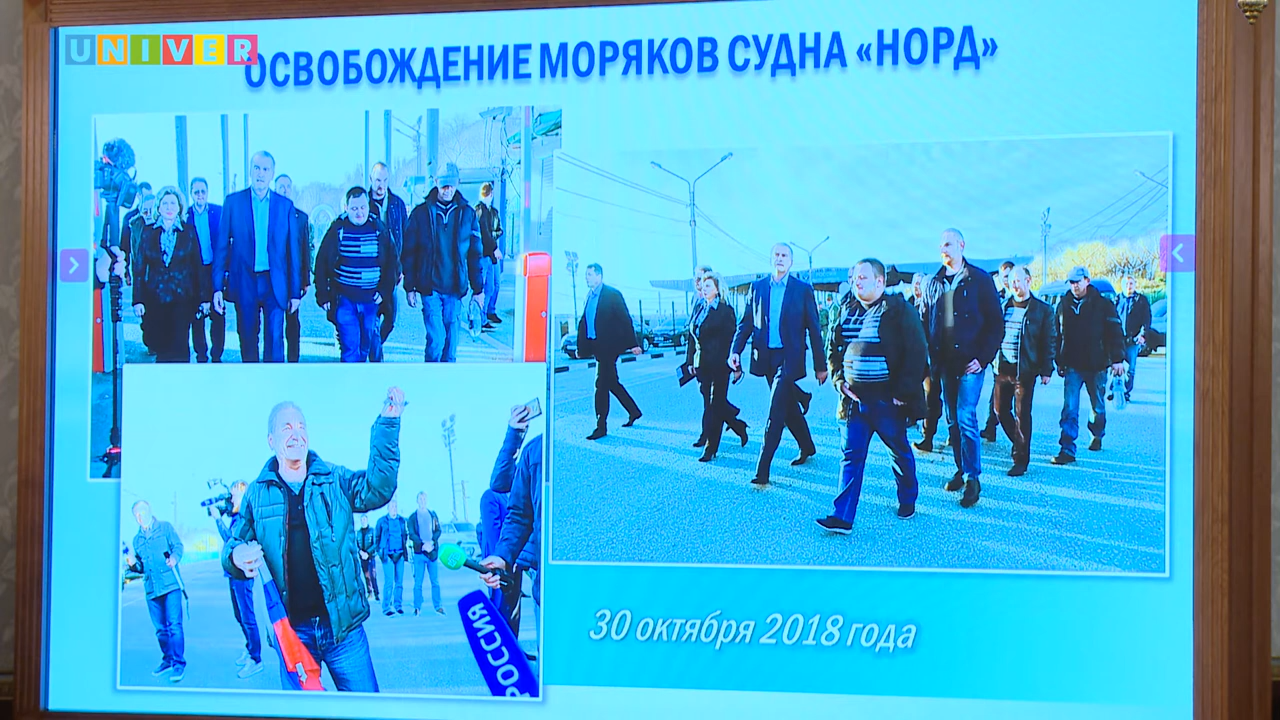 UNIVER
ОСВОБОЖДЕНИЕ МОРЯКОВ СУДНА «НОРД»
РОССИЯ
30 октября 2018 года